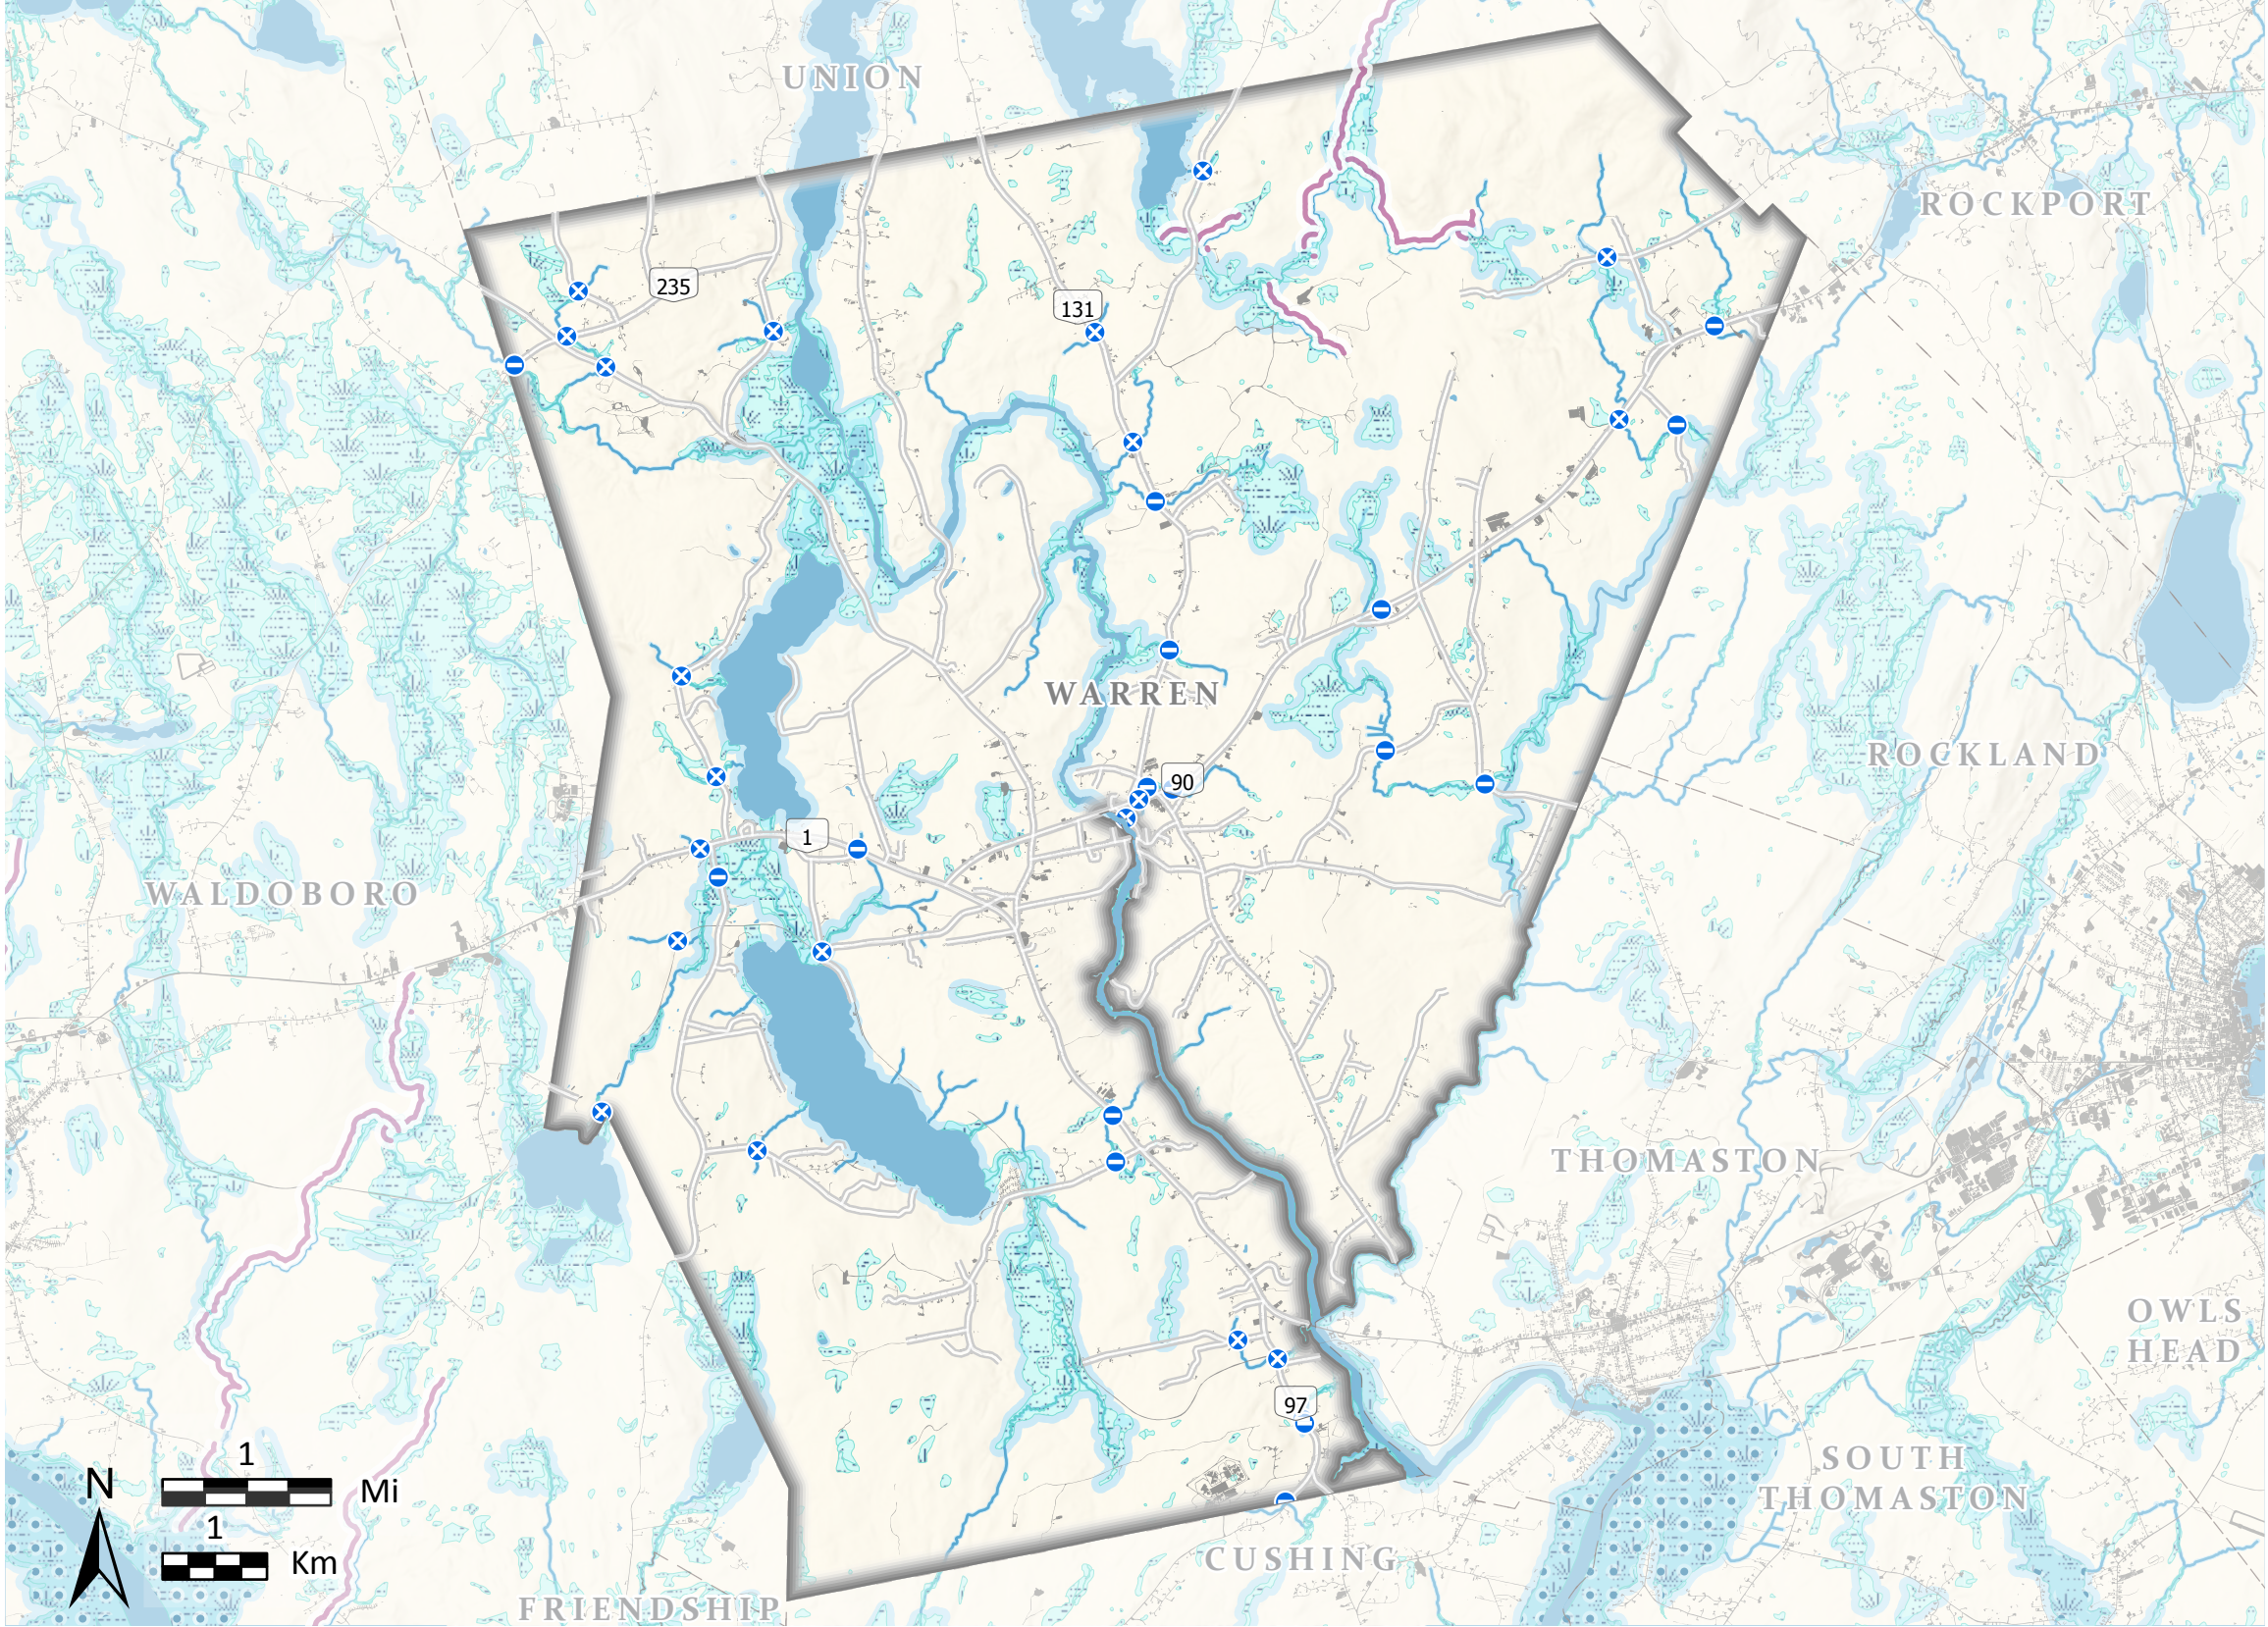 UNION
ROCKPORT
235
131
WARREN
ROCKLAND
90
1
WALDOBORO
THOMASTON
OWLS
HEAD
97
SOUTH
THOMASTON
1
N
Mi
1
Km
CUSHING
FRIENDSHIP